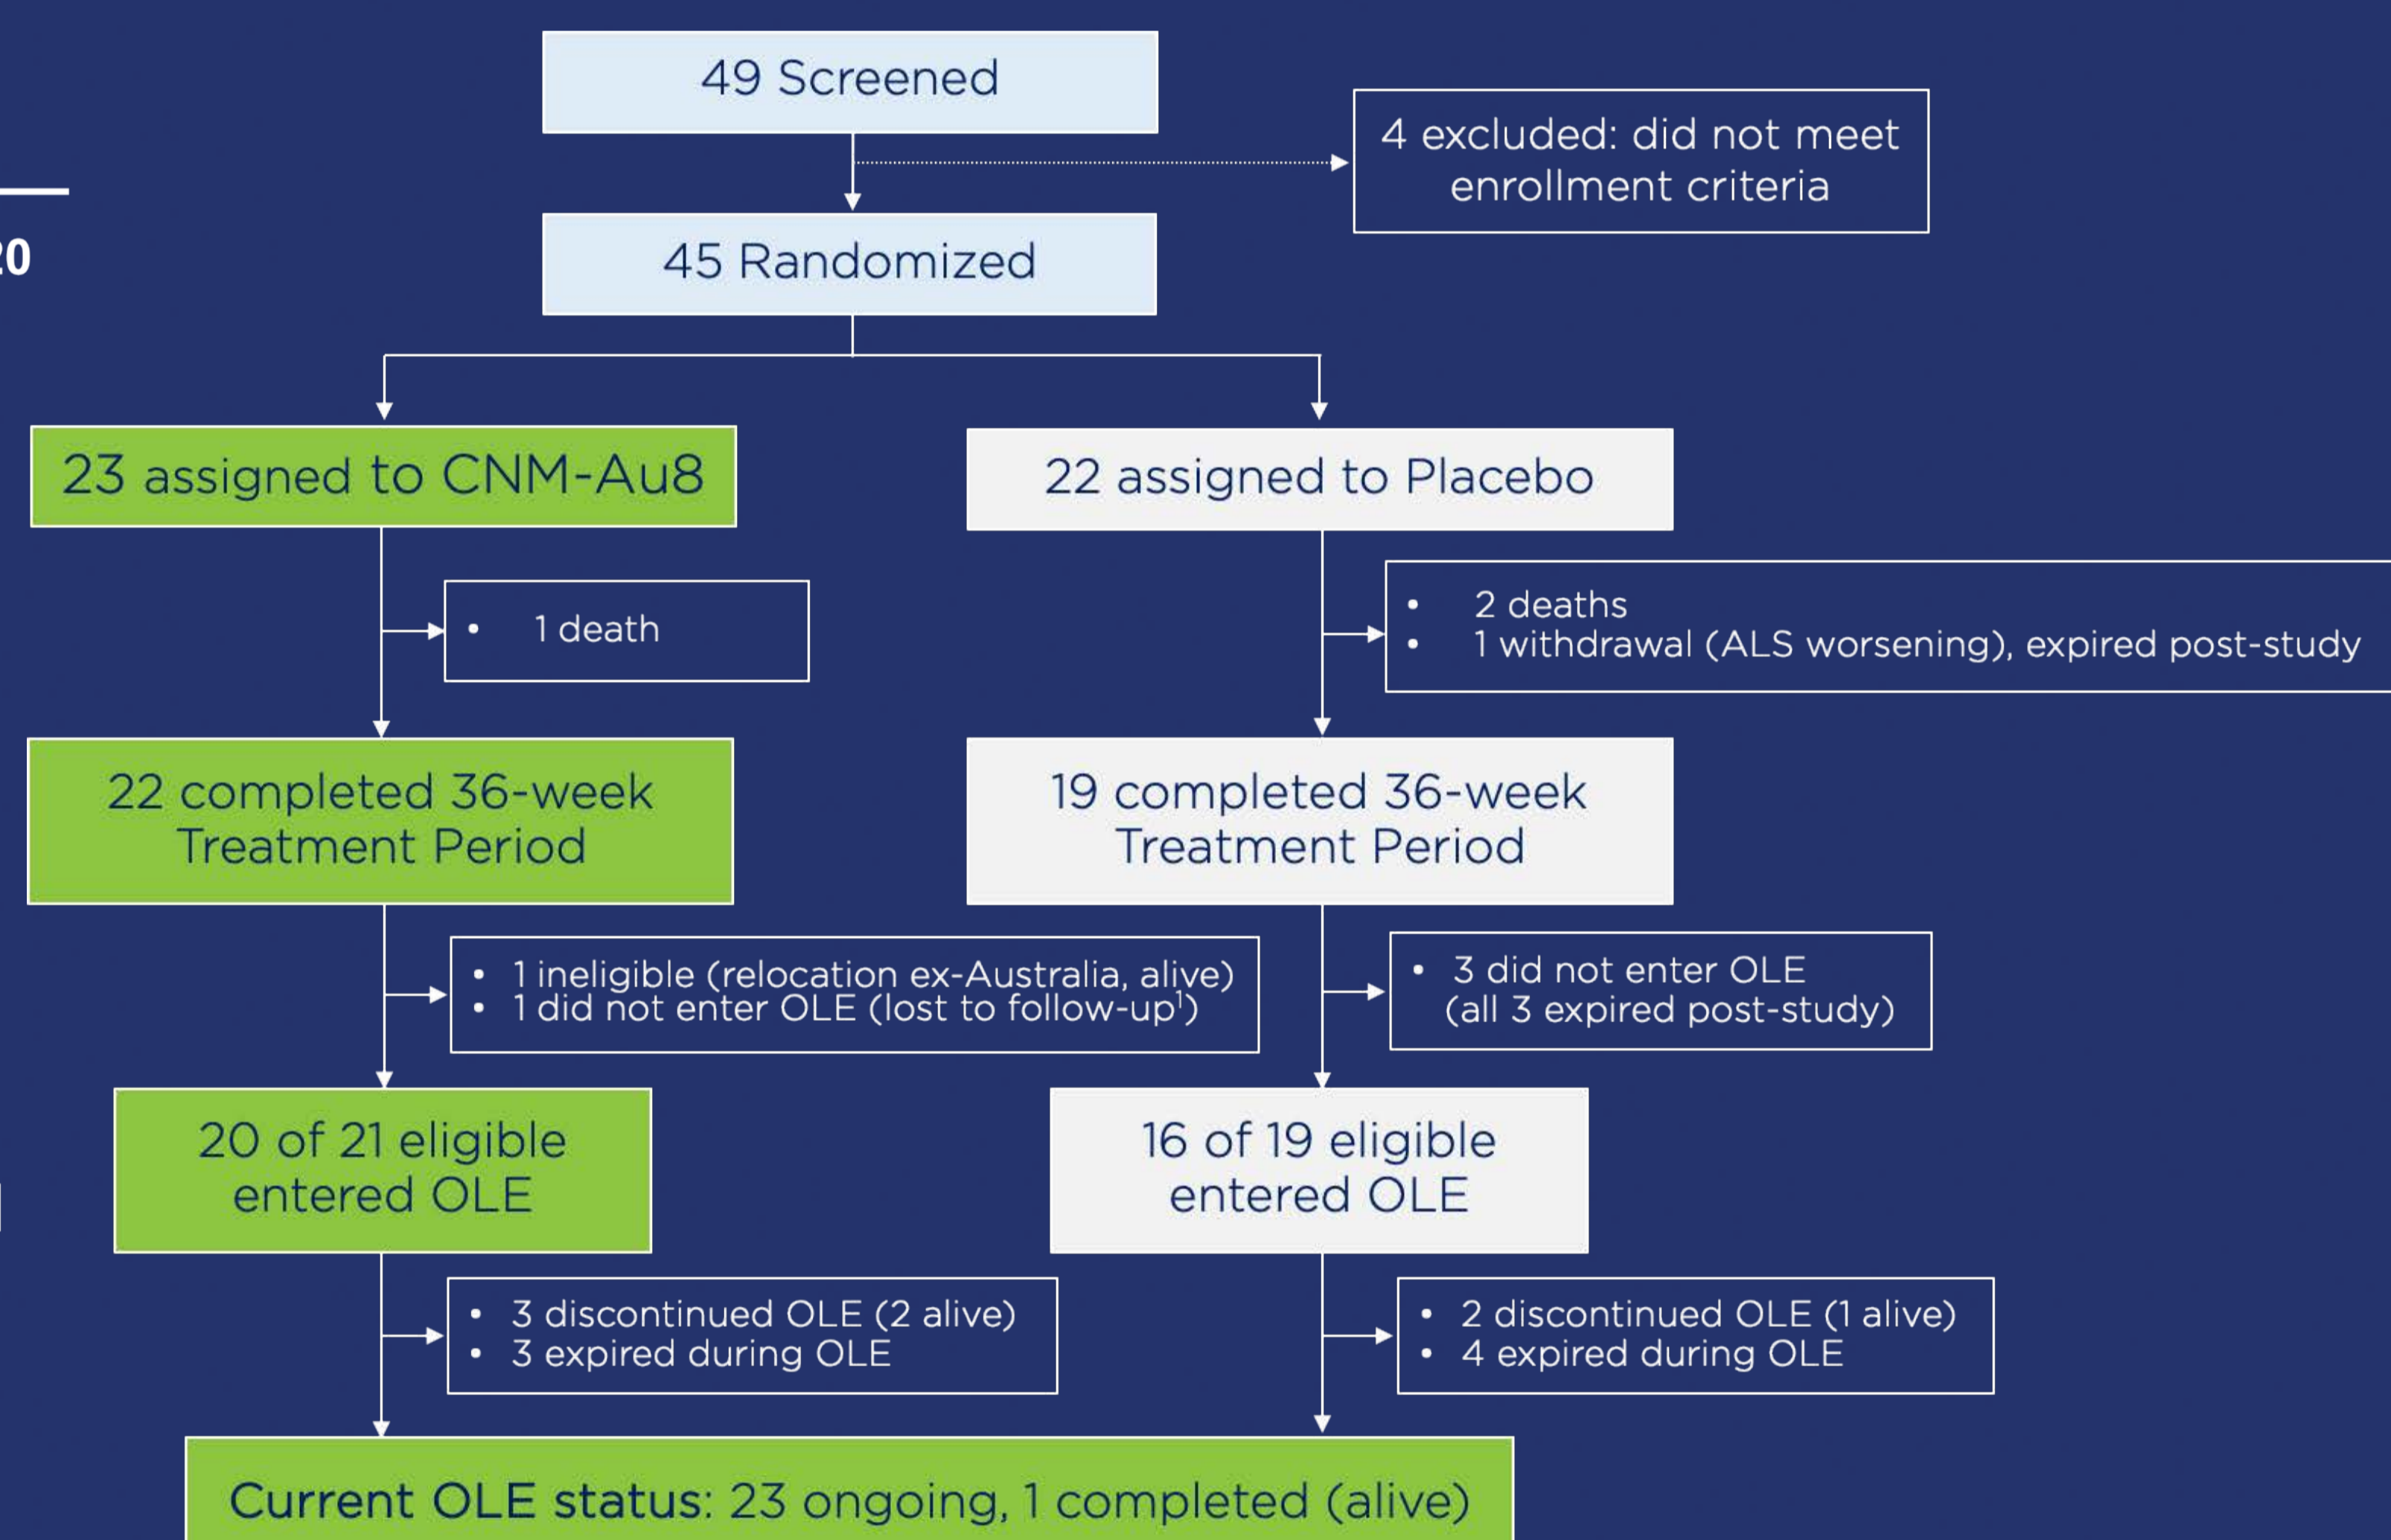 49 Screened
4 excluded: did not meet
enrollment criteria
20
45 Randomized
23 assigned to CNM-Au8
22 assigned to Placebo
• 1 death
• 2 deaths
• 1 withdrawal (ALS worsening), expired post-study
22 completed 36-week
Treatment Period
19 completed 36-week
Treatment Period
• 1 ineligible (relocation ex-Australia, alive)
• 1 did not enter OLE (lost to follow-up¹)
• 3 did not enter OLE
(all 3 expired post-study)
20 of 21 eligible
entered OLE
16 of 19 eligible
entered OLE
• 3 discontinued OLE (2 alive)
• 3 expired during OLE
• 2 discontinued OLE (1 alive)
• 4 expired during OLE
Current OLE status: 23 ongoing, 1 completed (alive)